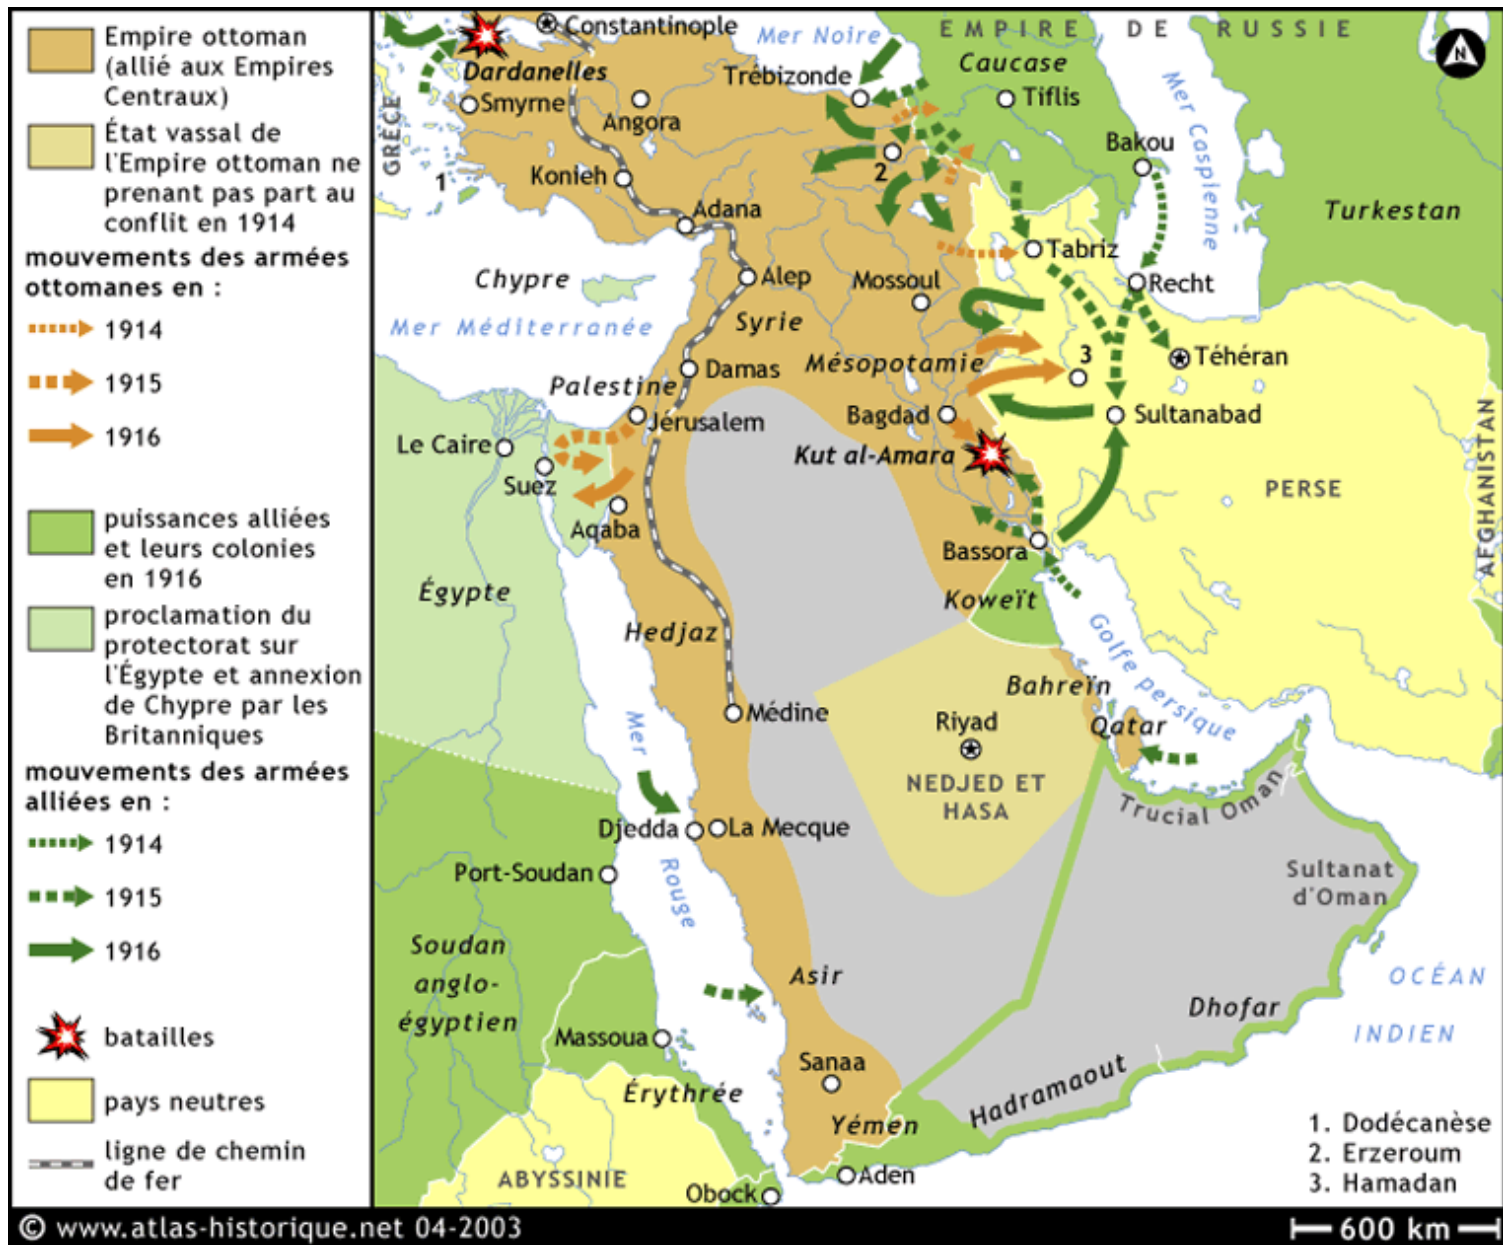 Empire ottoman
(allié aux Empires
Centraux)
État vassal de
l'Empire ottoman ne
prenant pas part au
conflit en 1914
mouvements des armées
ottomanes en :
1914
1915
1916
puissances alliées
et leurs colonies
en 1916
proclamation du
protectorat sur
l'Égypte et annexion
de Chypre par les
Britanniques
mouvements des armées
alliées en :
1914
1915
1916
batailles
pays neutres
ligne de chemin
de fer
Constantinople
Mer Noire
EMPIRE DE RUSSIE
N
Dardanelles
Trébizonde
Caucase
Smyrne
Angora
Tiflis
GRÈCE
Bakou
Mer Caspienne
1
Konieh
2
Adana
Turkestan
Tabriz
Chypre
Alep
Mossoul
Recht
Mer Méditerranée
Syrie
Mésopotamie
3
Téhéran
Palestine
Damas
Jérusalem
Bagdad
Sultanabad
Le Caire
Kut al-Amara
AFGHANISTAN
Suez
PERSE
Aqaba
Bassora
Égypte
Koweït
Hedjaz
Golfe persique
Bahreïn
Médine
Riyad
Qatar
Mer
Rouge
NEDJED ET
HASA
Trucial Oman
Djedda
La Mecque
Port-Soudan
Sultanat
d'Oman
Soudan
anglo-
égyptien
Asir
OCÉAN
INDIEN
Dhofar
Massoua
Sanaa
Érythrée
Hadramaout
Yémen
ABYSSINIE
Aden
Obock
1. Dodécanèse
2. Erzeroum
3. Hamadan
© www.atlas-historique.net 04-2003
600 km